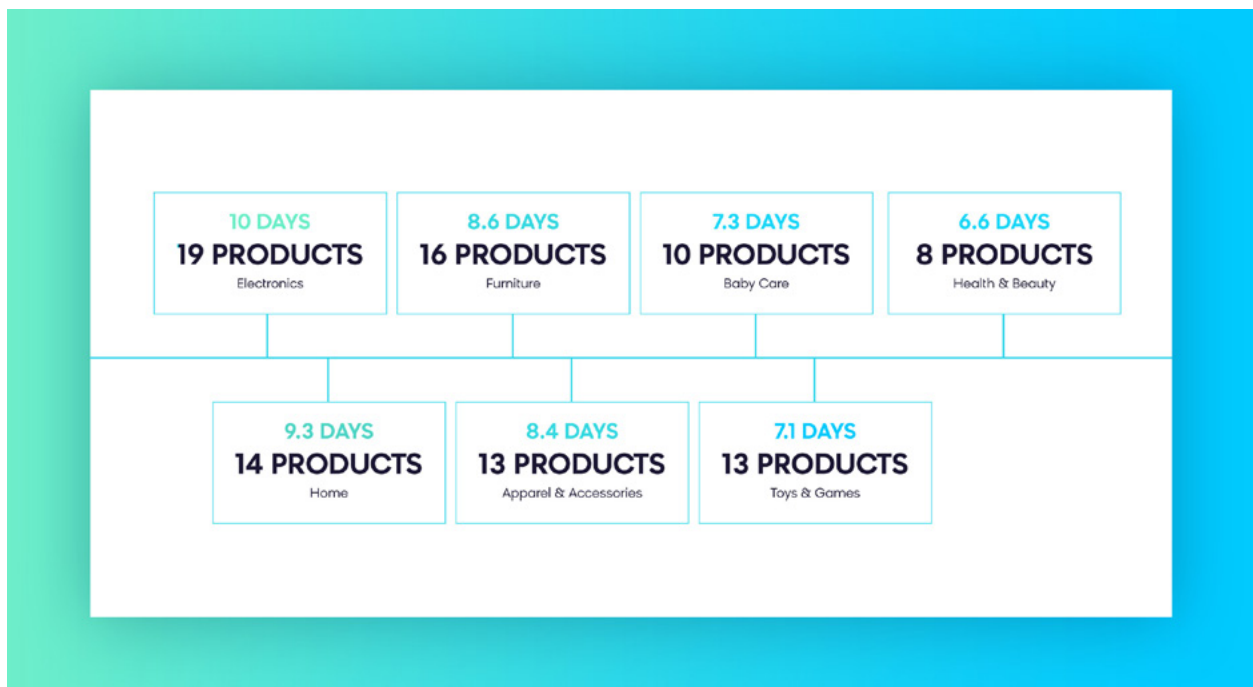 10 DAYS
19 PRODUCTS
Electronics
8.6 DAYS
16 PRODUCTS
Furniture
7.3 DAYS
10 PRODUCTS
Baby Care
6.6 DAYS
8 PRODUCTS
Health & Beauty
9.3 DAYS
14 PRODUCTS
Home
8.4 DAYS
13 PRODUCTS
Apparel & Accessories
7.1 DAYS
13 PRODUCTS
Toys & Games